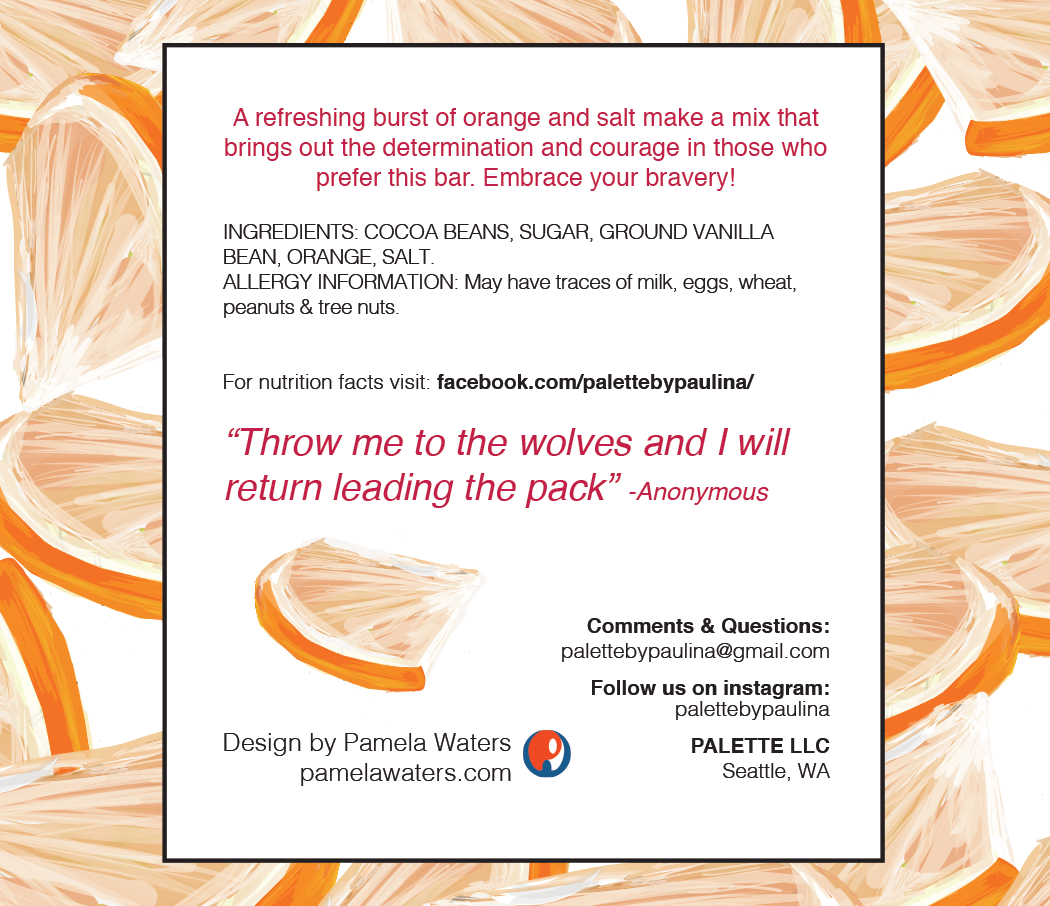 A refreshing burst of orange and salt make a mix that
brings out the determination and courage in those who
prefer this bar. Embrace your bravery!
INGREDIENTS: COCOA BEANS, SUGAR, GROUND VANILLA
BEAN, ORANGE, SALT.
ALLERGY INFORMATION: May have traces of milk, eggs, wheat,
peanuts & tree nuts.
For nutrition facts visit: facebook.com/palettebypaulina/
“Throw me to the wolves and I will
return leading the pack” -Anonymous
Comments & Questions:
palettebypaulina@gmail.com
Follow us on instagram:
palettebypaulina
PALETTE LLC
Seattle, WA
Design by Pamela Waters
pamelawaters.com